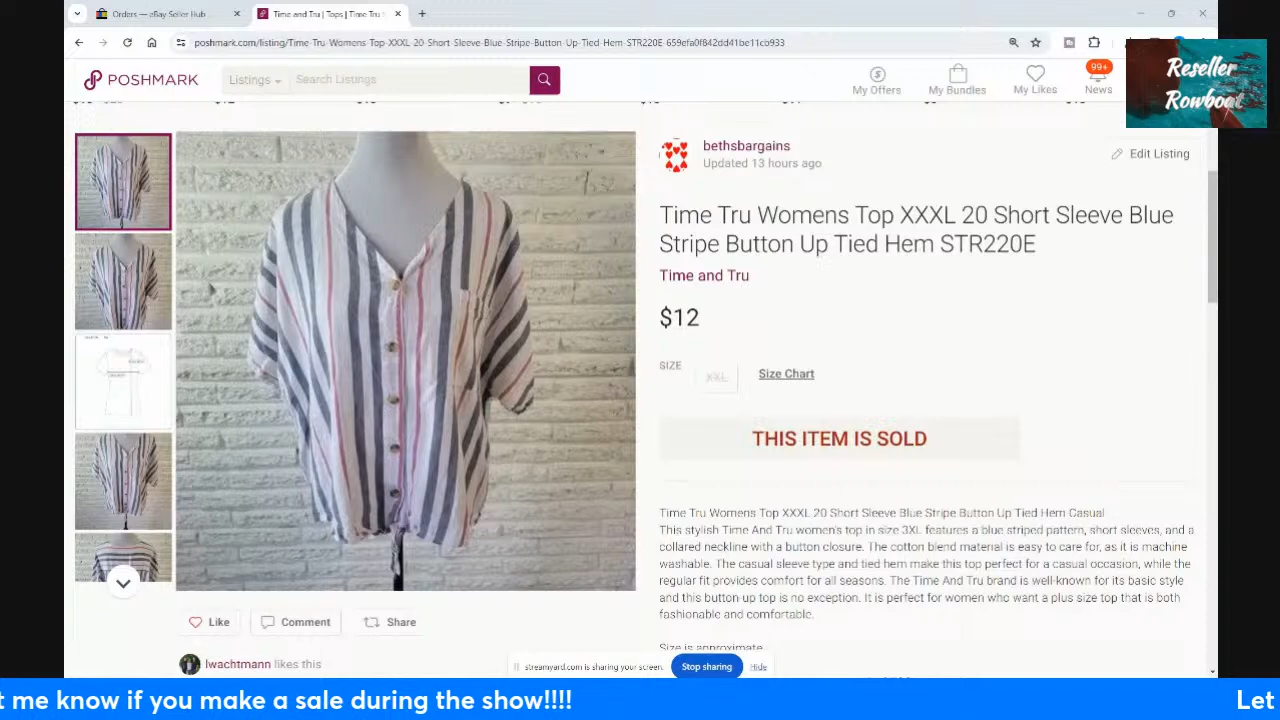 Orders — eBay Seller Hub
Time and Tru | Tops | Time Tru
poshmark.com/listing/Time-Tru-Womens-Top-XXXL-20-Short-Sleeve-Blue-Stripe-Button-Up-Tied-Hem-STR220E-659efa0f842dd41be11cb933
POSHMARK
Listings
Search Listings
My Offers
My Bundles
My Likes
99+
News
Reseller
Rowboat
bethsbargains
Updated 13 hours ago
Edit Listing
Time Tru Womens Top XXXL 20 Short Sleeve Blue
Stripe Button Up Tied Hem STR220E
Time and Tru
$12
SIZE
XXL
Size Chart
THIS ITEM IS SOLD
Time Tru Womens Top XXXL 20 Short Sleeve Blue Stripe Button Up Tied Hem Casual
This stylish Time And Tru women's top in size 3XL features a blue striped pattern, short sleeves, and a
collared neckline with a button closure. The cotton blend material is easy to care for, as it is machine
washable. The casual sleeve type and tied hem make this top perfect for a casual occasion, while the
regular fit provides comfort for all seasons. The Time And Tru brand is well-known for its basic style
and this button-up top is no exception. It is perfect for women who want a plus size top that is both
fashionable and comfortable.
Size is approximate
Like
Comment
Share
lwachtmann likes this
streamyard.com is sharing your screen.
Stop sharing
Hide
t me know if you make a sale during the show!!!!
Let